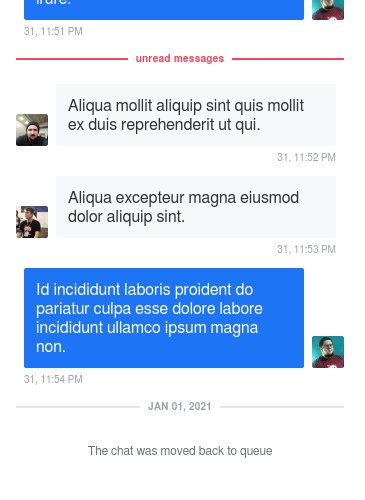 irure.
31, 11:51 PM
unread messages
Aliqua mollit aliquip sint quis mollit
ex duis reprehenderit ut qui.
31, 11:52 PM
Aliqua excepteur magna eiusmod
dolor aliquip sint.
31, 11:53 PM
Id incididunt laboris proident do
pariatur culpa esse dolore labore
incididunt ullamco ipsum magna
non.
31, 11:54 PM
JAN 01, 2021
The chat was moved back to queue